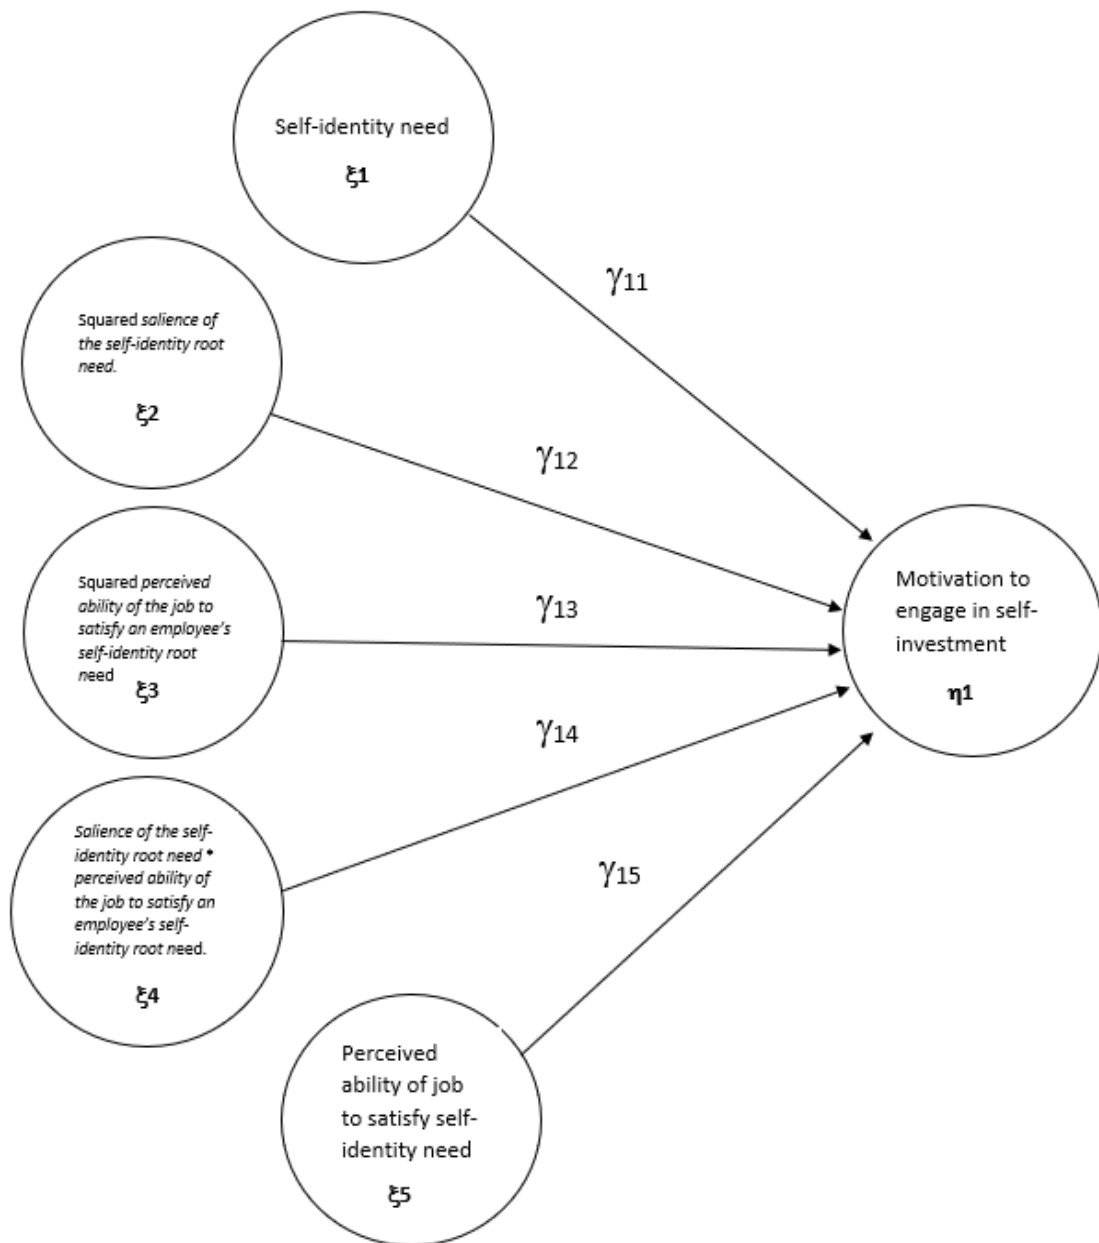 Self-identity need
ξ1
γ11
Squared salience of
the self-identity root
need.
ξ2
γ12
Squared perceived
ability of the job to
satisfy an employee's
self-identity root
need
ξ3
γ13
Motivation to
engage in self-
investment
η1
γ14
Salience of the self-
identity root need *
perceived ability of
the job to satisfy an
employee's self-
identity root need.
ξ4
γ15
Perceived
ability of job
to satisfy self-
identity need
ξ5